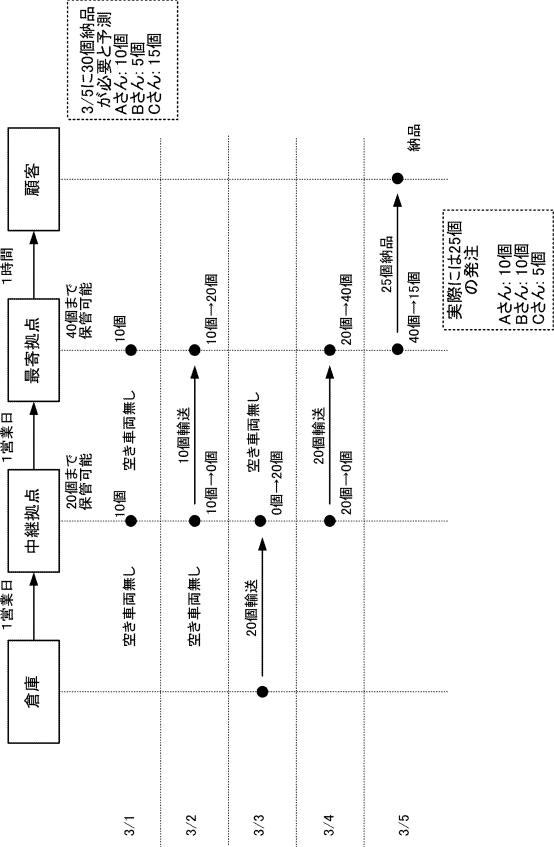 倉庫
1営業日
中継拠点
1営業日
最寄拠点
1時間
顧客
20個まで
保管可能
40個まで
保管可能
3/5に30個納品
が必要と予測
Aさん: 10個
Bさん: 5個
Cさん: 15個
3/1
空き車両無し
10個
空き車両無し
10個
3/2
空き車両無し
10個→0個
10個輸送
10個→20個
3/3
20個輸送
0個→20個
空き車両無し
3/4
20個→0個
20個輸送
20個→40個
3/5
40個→15個
25個納品
納品
実際には25個
の発注
Aさん: 10個
Bさん: 10個
Cさん: 5個